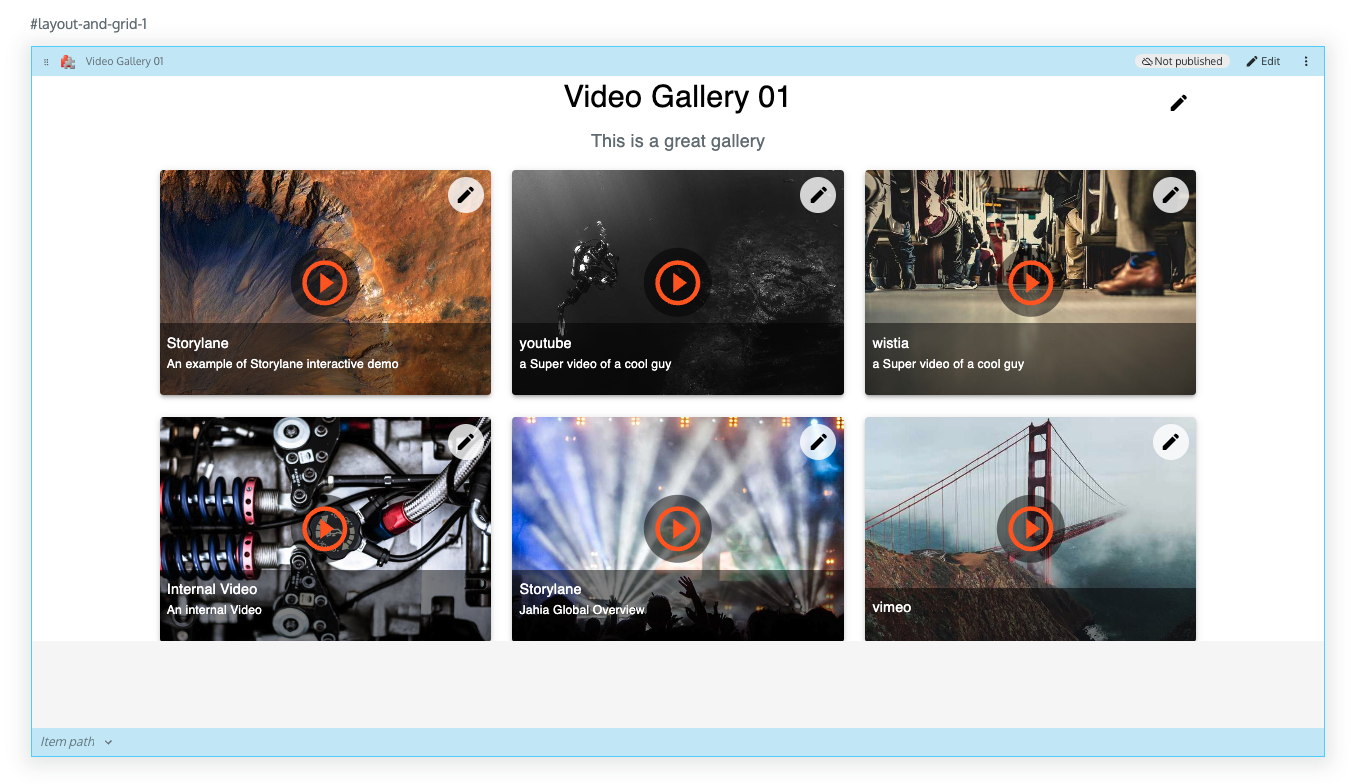 #layout-and-grid-1
Video Gallery 01
Not published
Edit
Video Gallery 01
This is a great gallery
Storylane
An example of Storylane interactive demo
youtube
a Super video of a cool guy
wistia
a Super video of a cool guy
Internal Video
An internal Video
Storylane
Jahia Global Overview
vimeo
Item path